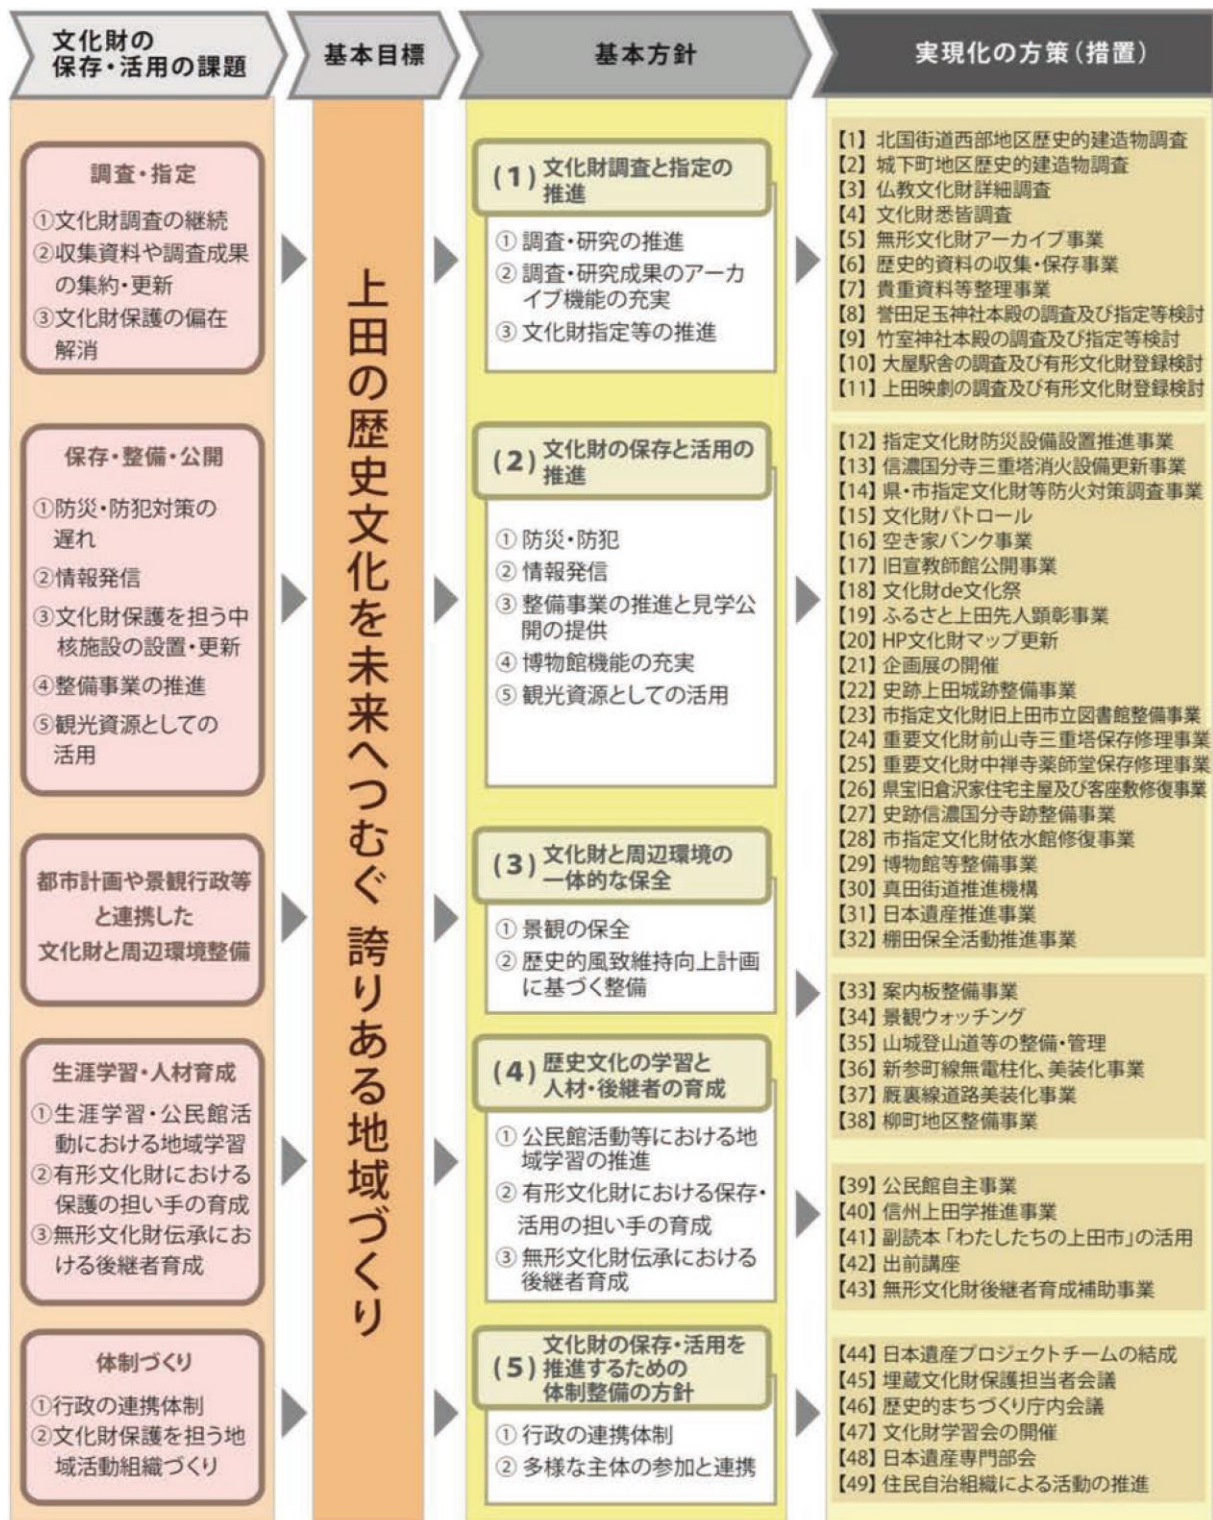 文化財の
保存・活用の課題
基本目標
基本方針
実現化の方策（措置）
調査・指定
①文化財調査の継続
②収集資料や調査成果
の集約・更新
③文化財保護の偏在
解消
保存・整備・公開
①防災・防犯対策の
遅れ
②情報発信
③文化財保護を担う中
核施設の設置・更新
④整備事業の推進
⑤観光資源としての
活用
都市計画や景観行政等
と連携した
文化財と周辺環境整備
生涯学習・人材育成
①生涯学習・公民館活
動における地域学習
②有形文化財における
保護の担い手の育成
③無形文化財伝承にお
ける後継者育成
体制づくり
①行政の連携体制
②文化財保護を担う地
域活動組織づくり
上田の歴史文化を未来へつむぐ 誇りある地域づくり
(1) 文化財調査と指定の
推進
① 調査・研究の推進
② 調査・研究成果のアーカ
イブ機能の充実
③ 文化財指定等の推進
(2) 文化財の保存と活用の
推進
① 防災・防犯
② 情報発信
③ 整備事業の推進と見学公
開の提供
④ 博物館機能の充実
⑤ 観光資源としての活用
(3) 文化財と周辺環境の
一体的な保全
① 景観の保全
② 歴史的風致維持向上計画
に基づく整備
(4) 歴史文化の学習と
人材・後継者の育成
① 公民館活動等における地
域学習の推進
② 有形文化財における保存・
活用の担い手の育成
③ 無形文化財伝承における
後継者育成
(5) 文化財の保存・活用を
推進するための
体制整備の方針
① 行政の連携体制
② 多様な主体の参加と連携
【1】北国街道西部地区歴史的建造物調査
【2】城下町地区歴史的建造物調査
【3】仏教文化財詳細調査
【4】文化財悉皆調査
【5】無形文化財アーカイブ事業
【6】歴史的資料の収集・保存事業
【7】貴重資料等整理事業
【8】誉田足玉神社本殿の調査及び指定等検討
【9】竹室神社本殿の調査及び指定等検討
【10】大屋駅舎の調査及び有形文化財登録検討
【11】上田映劇の調査及び有形文化財登録検討
【12】指定文化財防災設備設置推進事業
【13】信濃国分寺三重塔消火設備更新事業
【14】県・市指定文化財等防火対策調査事業
【15】文化財パトロール
【16】空き家バンク事業
【17】旧宣教師館公開事業
【18】文化財de文化祭
【19】ふるさと上田先人顕彰事業
【20】HP文化財マップ更新
【21】企画展の開催
【22】史跡上田城跡整備事業
【23】市指定文化財旧上田市立図書館整備事業
【24】重要文化財前山寺三重塔保存修理事業
【25】重要文化財中禅寺薬師堂保存修理事業
【26】県宝旧倉沢家住宅主屋及び客座敷修復事業
【27】史跡信濃国分寺跡整備事業
【28】市指定文化財依水館修復事業
【29】博物館等整備事業
【30】真田街道推進機構
【31】日本遺産推進事業
【32】棚田保全活動推進事業
【33】案内板整備事業
【34】景観ウォッチング
【35】山城登山道等の整備・管理
【36】新参町線無電柱化、美装化事業
【37】厩裏線道路美装化事業
【38】柳町地区整備事業
【39】公民館自主事業
【40】信州上田学推進事業
【41】副読本「わたしたちの上田市」の活用
【42】出前講座
【43】無形文化財後継者育成補助事業
【44】日本遺産プロジェクトチームの結成
【45】埋蔵文化財保護担当者会議
【46】歴史的まちづくり庁内会議
【47】文化財学習会の開催
【48】日本遺産専門部会
【49】住民自治組織による活動の推進